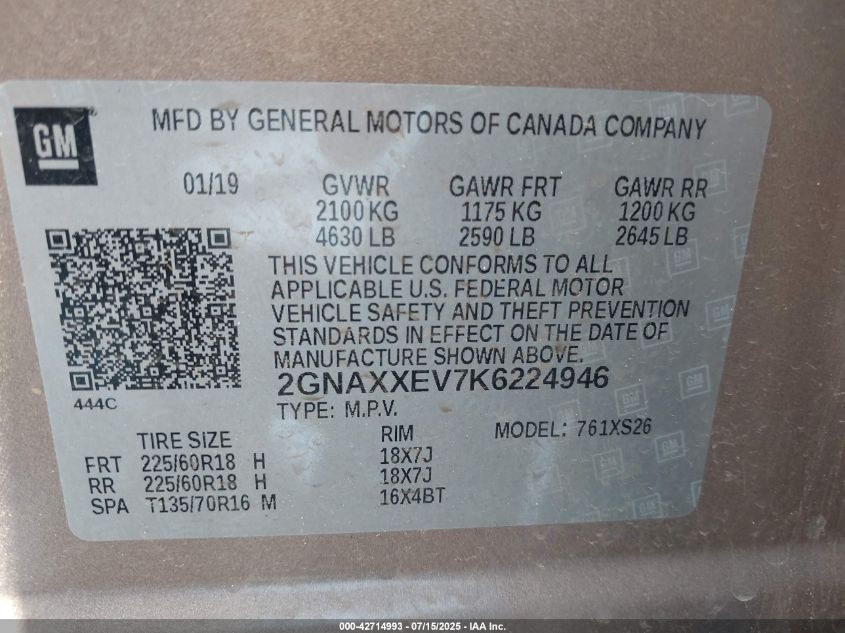 GM
MFD BY GENERAL MOTORS OF CANADA COMPANY
01/19 GVWR GAWR FRT GAWR RR
2100 KG 1175 KG 1200 KG
4630 LB 2590 LB 2645 LB
THIS VEHICLE CONFORMS TO ALL
APPLICABLE U.S. FEDERAL MOTOR
VEHICLE SAFETY AND THEFT PREVENTION
STANDARDS IN EFFECT ON THE DATE OF
MANUFACTURE SHOWN ABOVE.
2GNAXXEV7K6224946
444C
TYPE: M.P.V.
TIRE SIZE RIM MODEL: 761XS26
FRT 225/60R18 H 18X7J
RR 225/60R18 H 18X7J
SPA T135/70R16 M 16X4BT
000-42714993 - 07/15/2025 - IAA Inc.